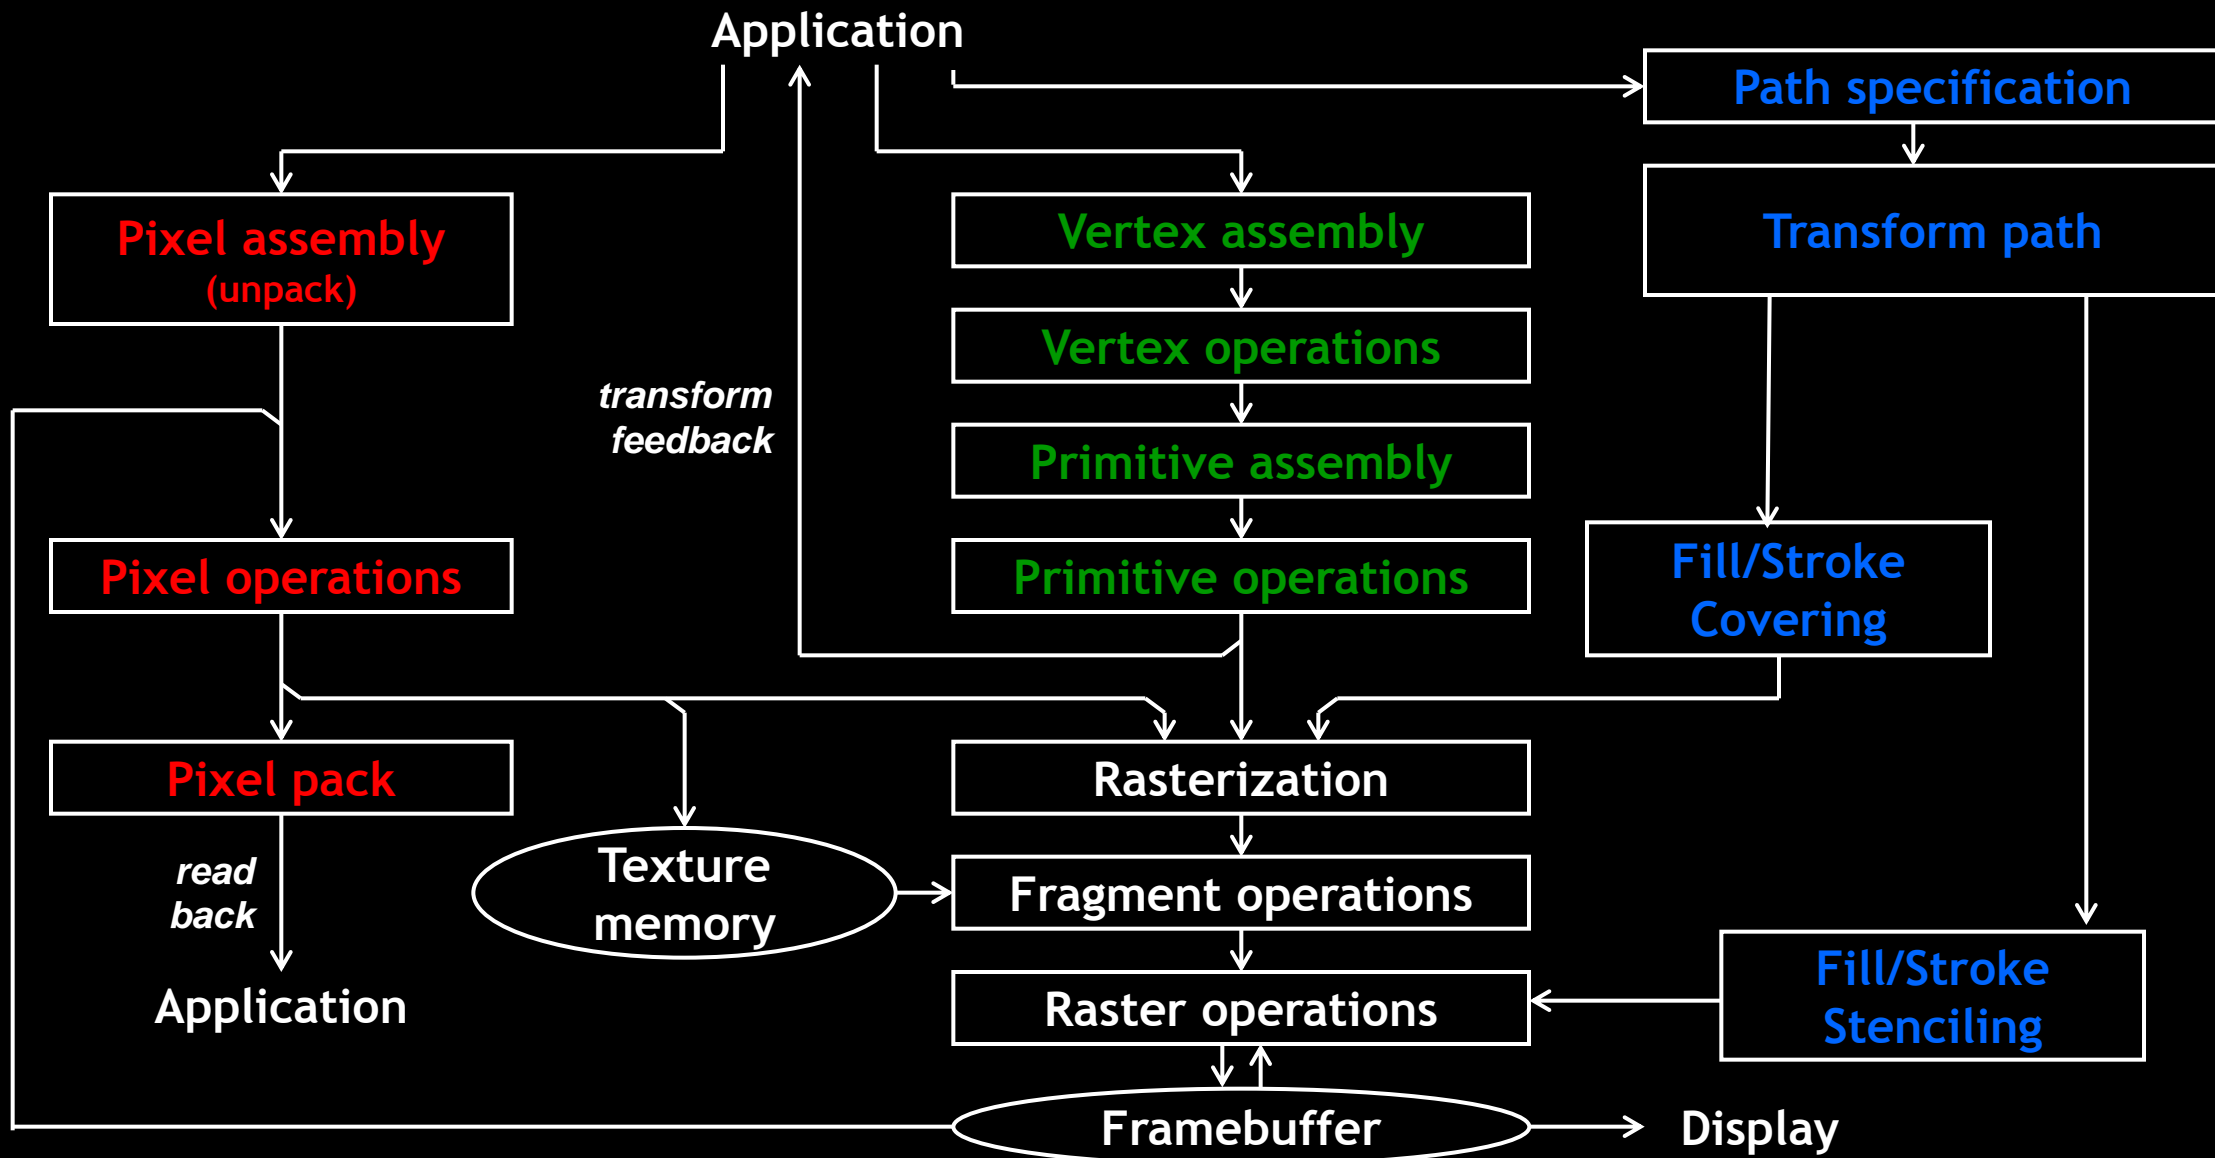 Application
Path specification
Pixel assembly
(unpack)
Vertex assembly
Transform path
Vertex operations
transform
feedback
Primitive assembly
Pixel operations
Primitive operations
Fill/Stroke
Covering
Pixel pack
Rasterization
read
back
Texture
memory
Fragment operations
Application
Raster operations
Fill/Stroke
Stenciling
Framebuffer
Display